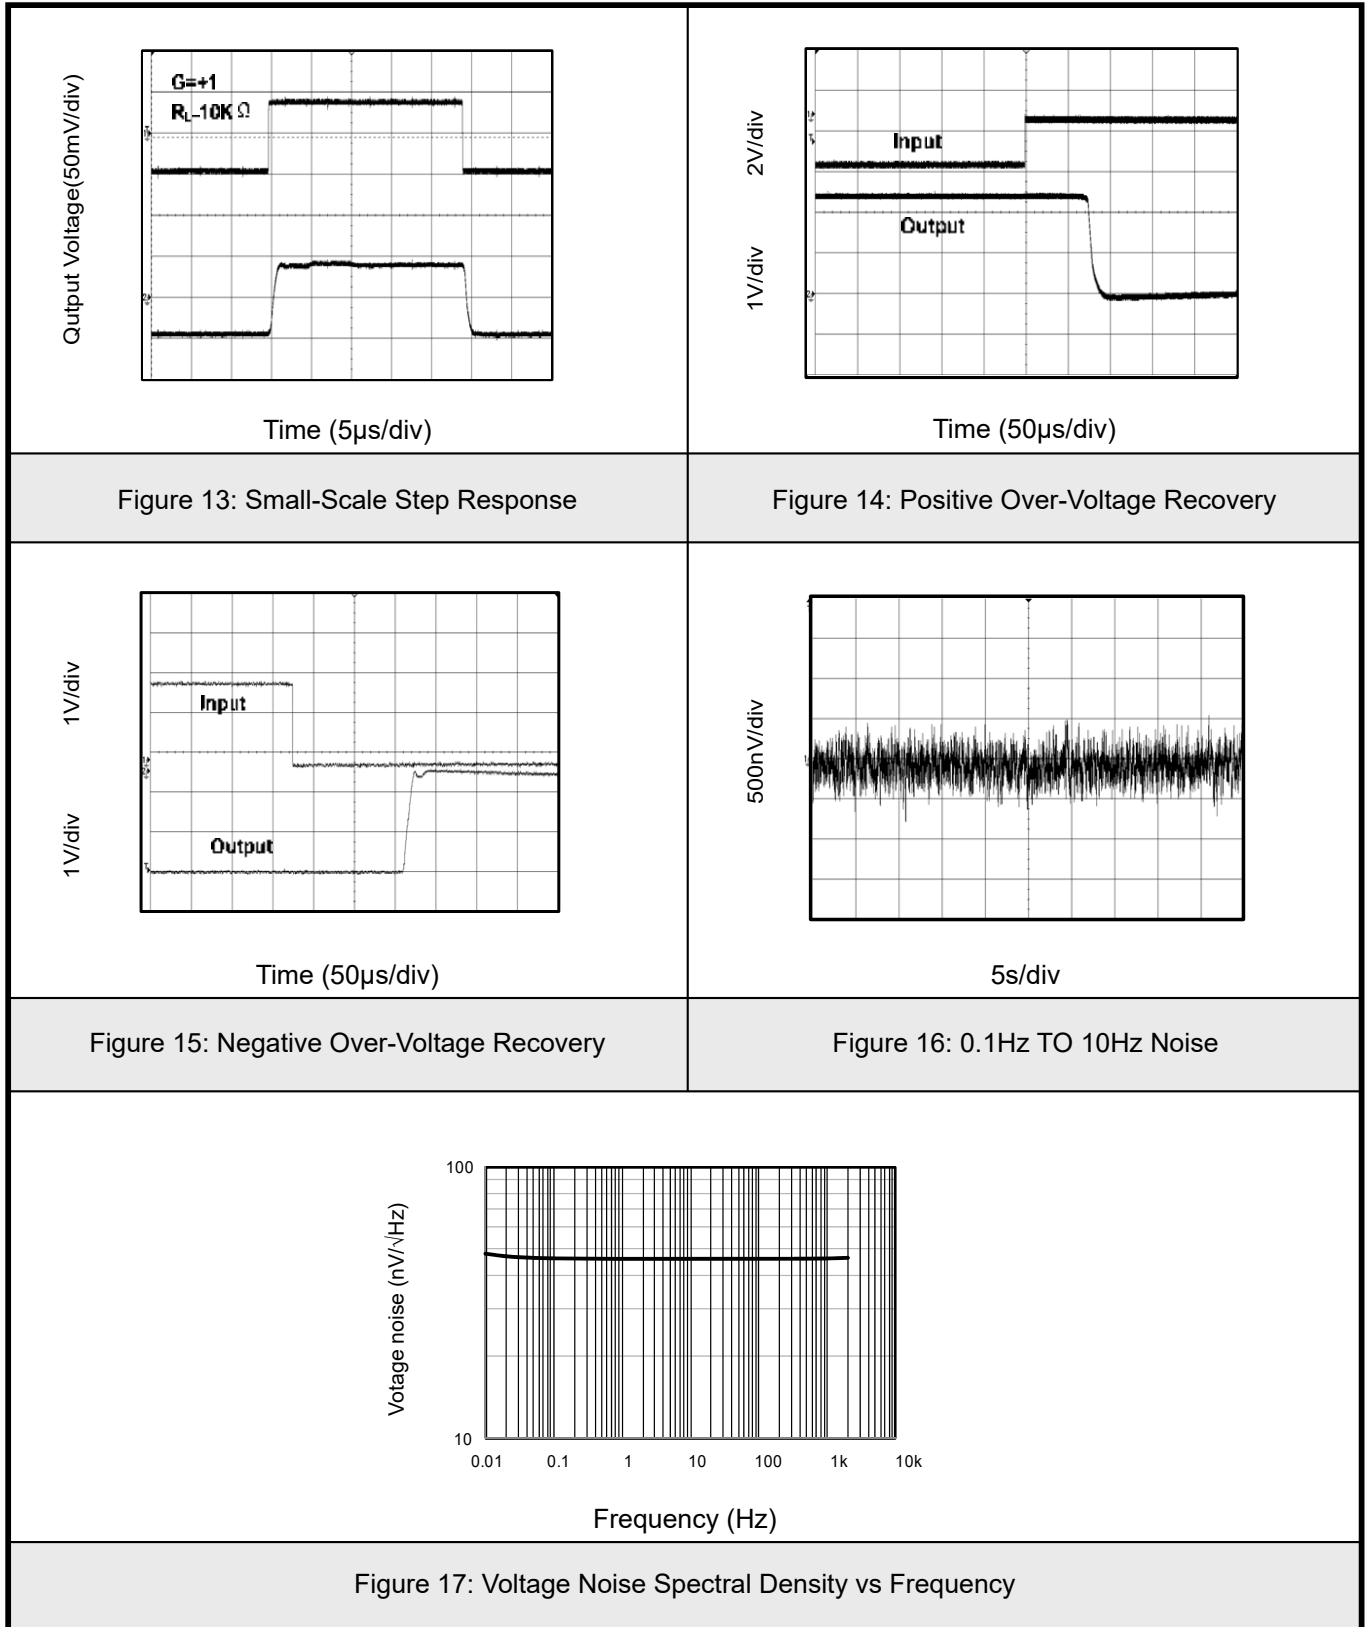 Qutput Voltage(50mV/div)
G=+1
RL–10K Ω
Time (5µs/div)
2V/div
1V/div
Input
Output
Time (50µs/div)
Figure 13: Small-Scale Step Response
Figure 14: Positive Over-Voltage Recovery
1V/div
1V/div
Input
Output
Time (50µs/div)
500nV/div
5s/div
Figure 15: Negative Over-Voltage Recovery
Figure 16: 0.1Hz TO 10Hz Noise
Votage noise (nV/√Hz)
100
10
0.01 0.1 1 10 100 1k 10k
Frequency (Hz)
Figure 17: Voltage Noise Spectral Density vs Frequency